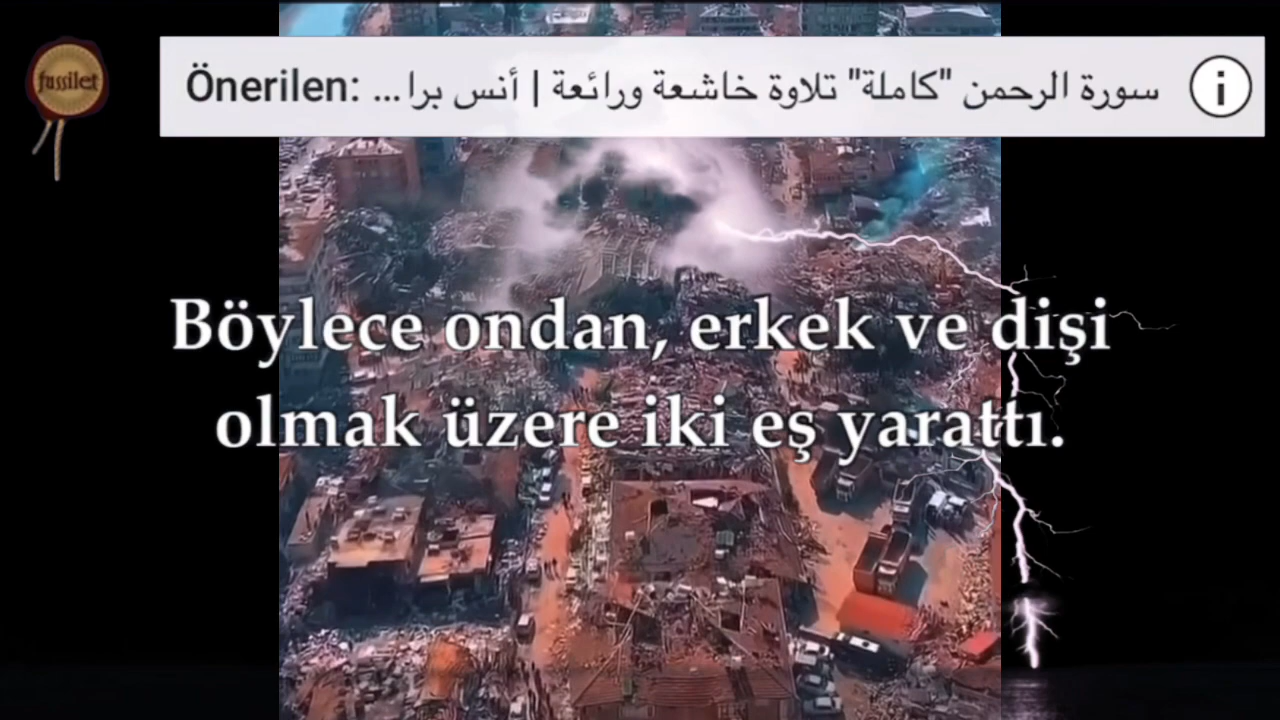 fussilet
Önerilen: سورة الرحمن "كاملة" تلاوة خاشعة ورائعة | أنس برا...
Böylece ondan, erkek ve dişi
olmak üzere iki eş yarattı.